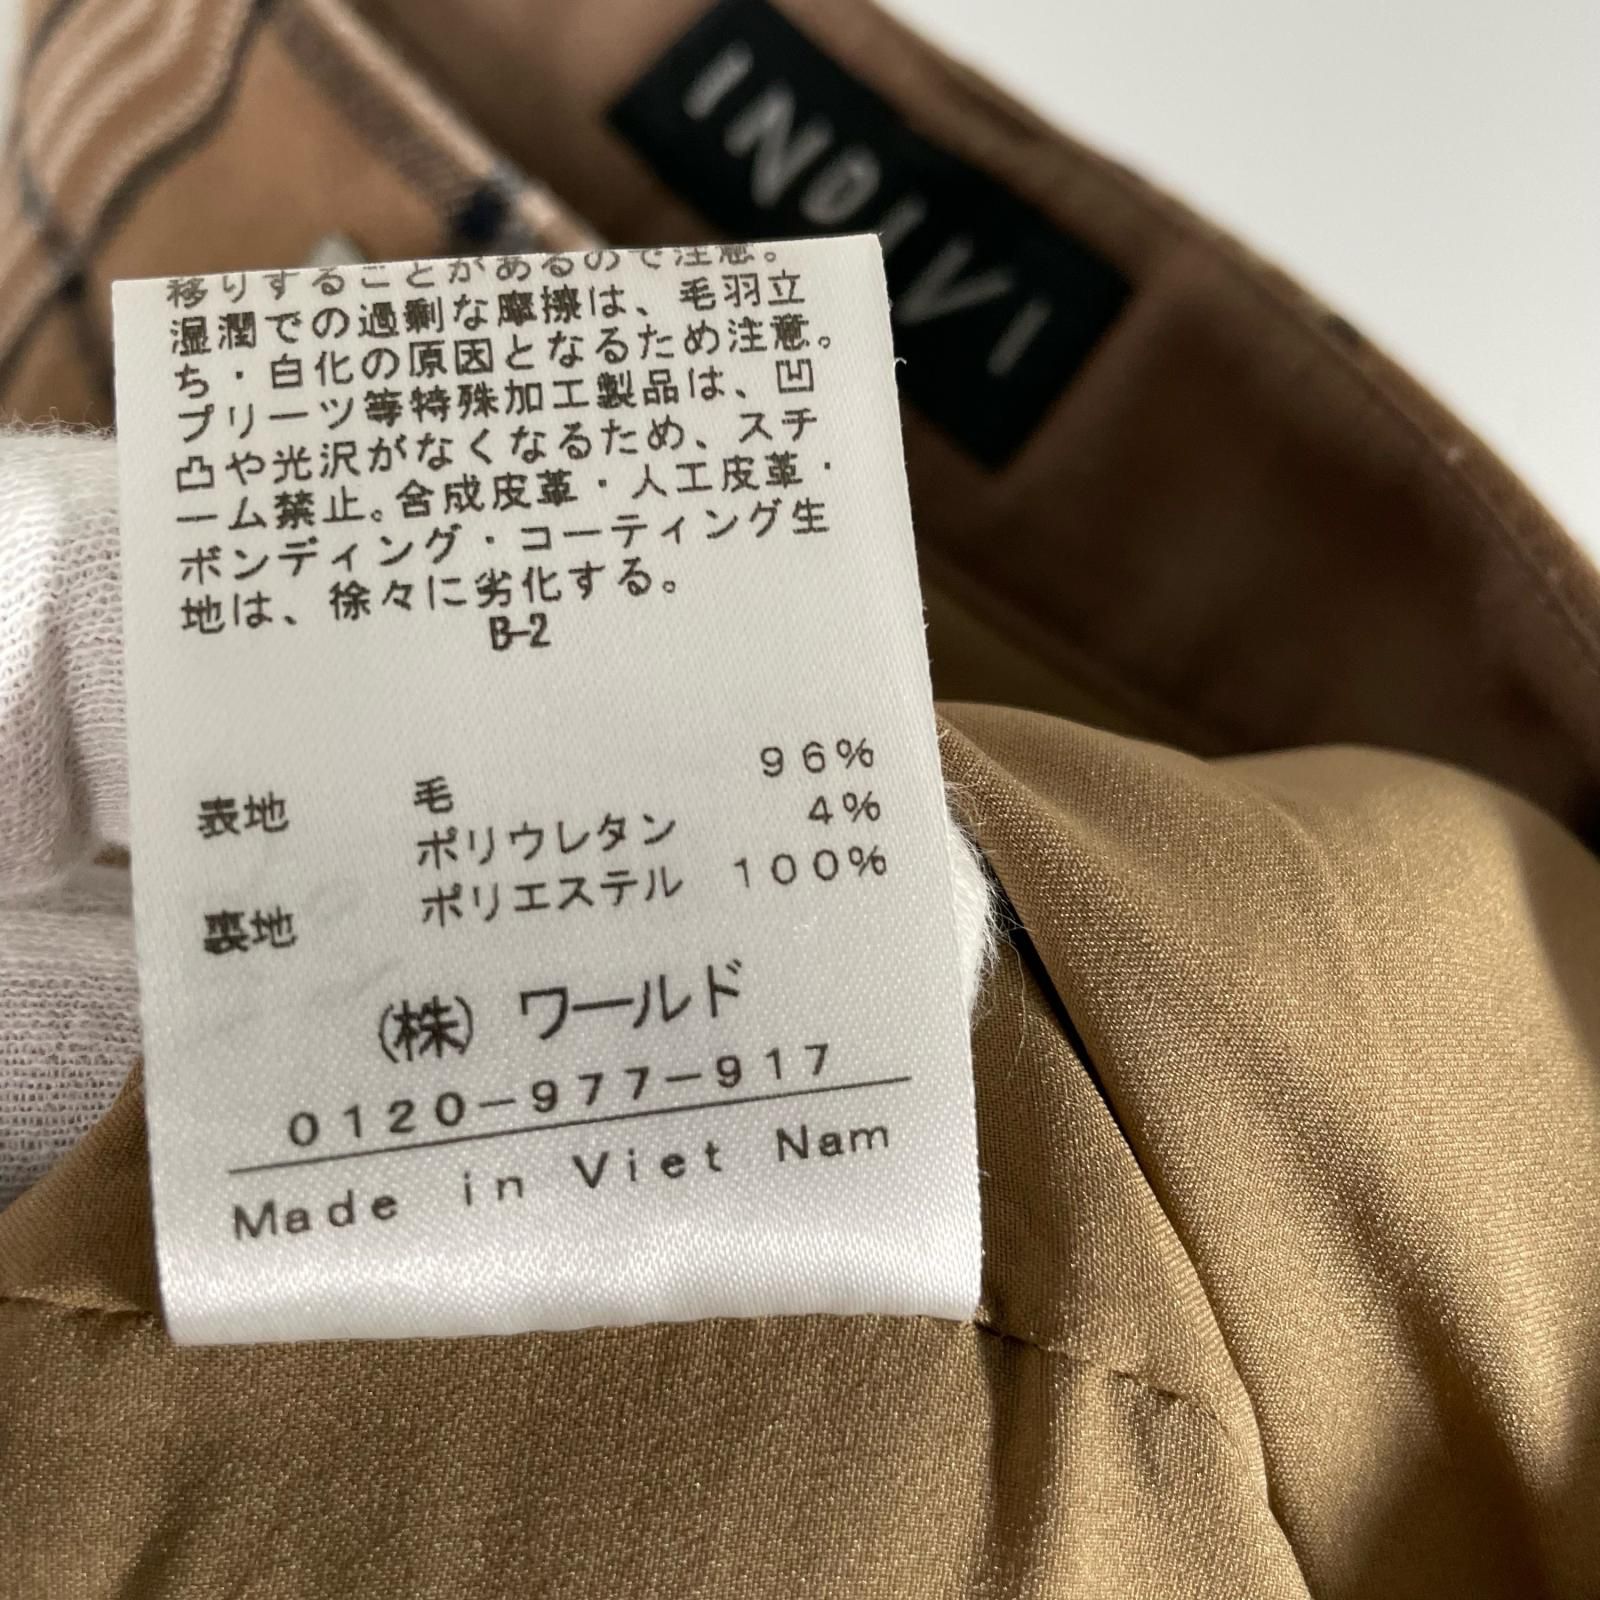 INDIVI
移りすることがあるので注意。
湿潤での過剰な摩擦は、毛羽立
ち・白化の原因となるため注意。
プリーツ等特殊加工製品は、凹
凸や光沢がなくなるため、スチ
ーム禁止。合成皮革・人工皮革・
ボンディング・コーティング生
地は、徐々に劣化する。
B-2
表地 毛 96%
ポリウレタン 4%
裏地 ポリエステル 100%
(株) ワールド
0120-977-917
Made in Viet Nam